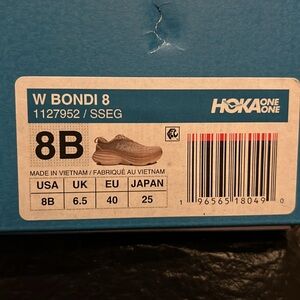 W BONDI 8
1127952 / SSEG
HOKA ONE ONE
8B
MADE IN VIETNAM / FABRIQUÉ AU VIETNAM
USA UK EU JAPAN
8B 6.5 40 25
1 96565 18049 0